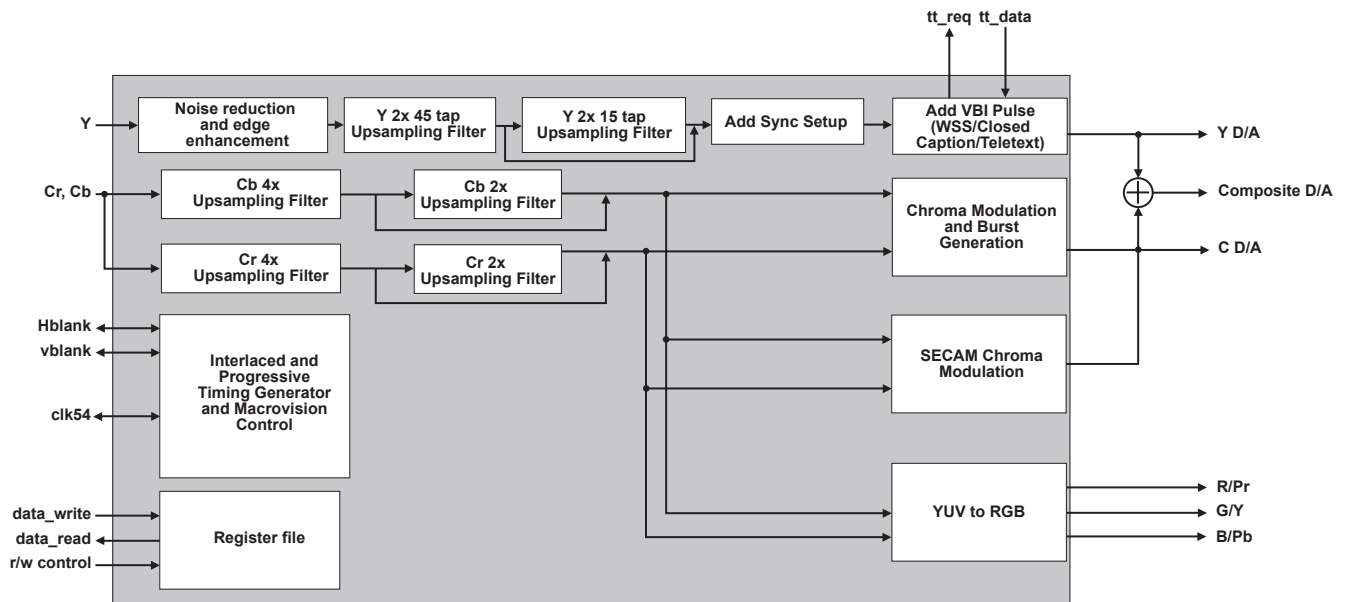 tt_req tt_data
Y
Noise reduction
and edge
enhancement
Y 2x 45 tap
Upsampling Filter
Y 2x 15 tap
Upsampling Filter
Add Sync Setup
Add VBI Pulse
(WSS/Closed
Caption/Teletext)
Y D/A
Cr, Cb
Cb 4x
Upsampling Filter
Cb 2x
Upsampling Filter
Chroma Modulation
and Burst
Generation
Composite D/A
C D/A
Cr 4x
Upsampling Filter
Cr 2x
Upsampling Filter
Hblank
vblank
clk54
Interlaced and
Progressive
Timing Generator
and Macrovision
Control
SECAM Chroma
Modulation
data_write
data_read
r/w control
Register file
YUV to RGB
R/Pr
G/Y
B/Pb